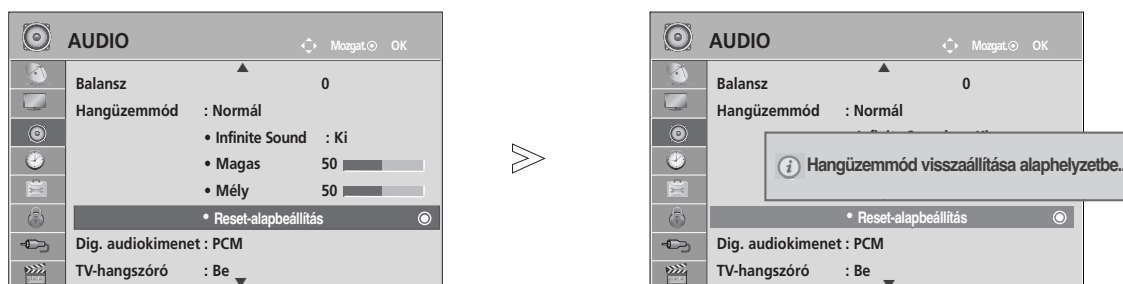 AUDIO Mozgat. OK
Balansz 0
Hangüzemmód : Normál
• Infinite Sound : Ki
• Magas 50
• Mély 50
• Reset-alapbeállítás
Dig. audiokimenet : PCM
TV-hangszóró : Be
AUDIO Mozgat. OK
Balansz 0
Hangüzemmód : Normál
i Hangüzemmód visszaállítása alaphelyzetbe..
• Reset-alapbeállítás
Dig. audiokimenet : PCM
TV-hangszóró : Be